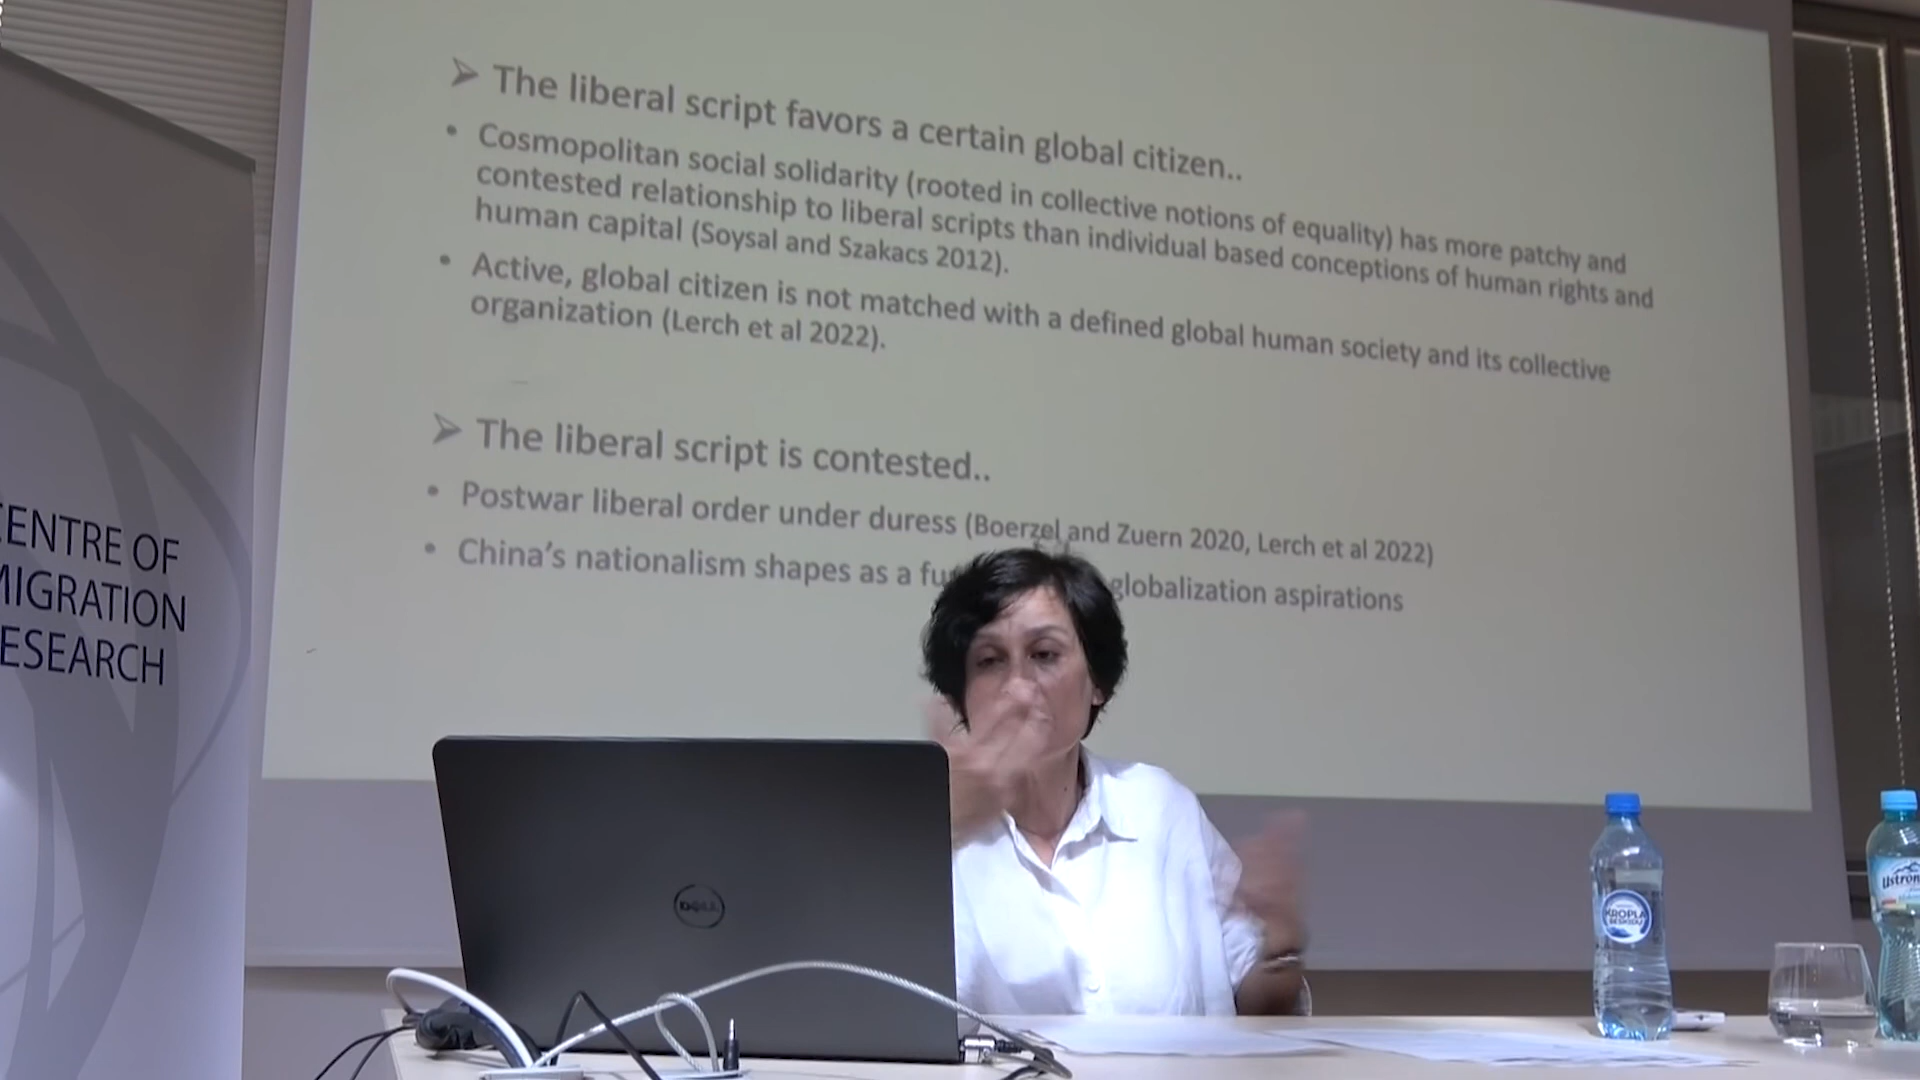 The liberal script favors a certain global citizen..
Cosmopolitan social solidarity (rooted in collective notions of equality) has more patchy and
contested relationship to liberal scripts than individual based conceptions of human rights and
human capital (Soysal and Szakacs 2012).
Active, global citizen is not matched with a defined global human society and its collective
organization (Lerch et al 2022).
The liberal script is contested..
Postwar liberal order under duress (Boerzel and Zuern 2020, Lerch et al 2022)
China's nationalism shapes as a globalization aspirations
CENTRE OF
MIGRATION
RESEARCH
DELL
KROPLA
BESKIDU